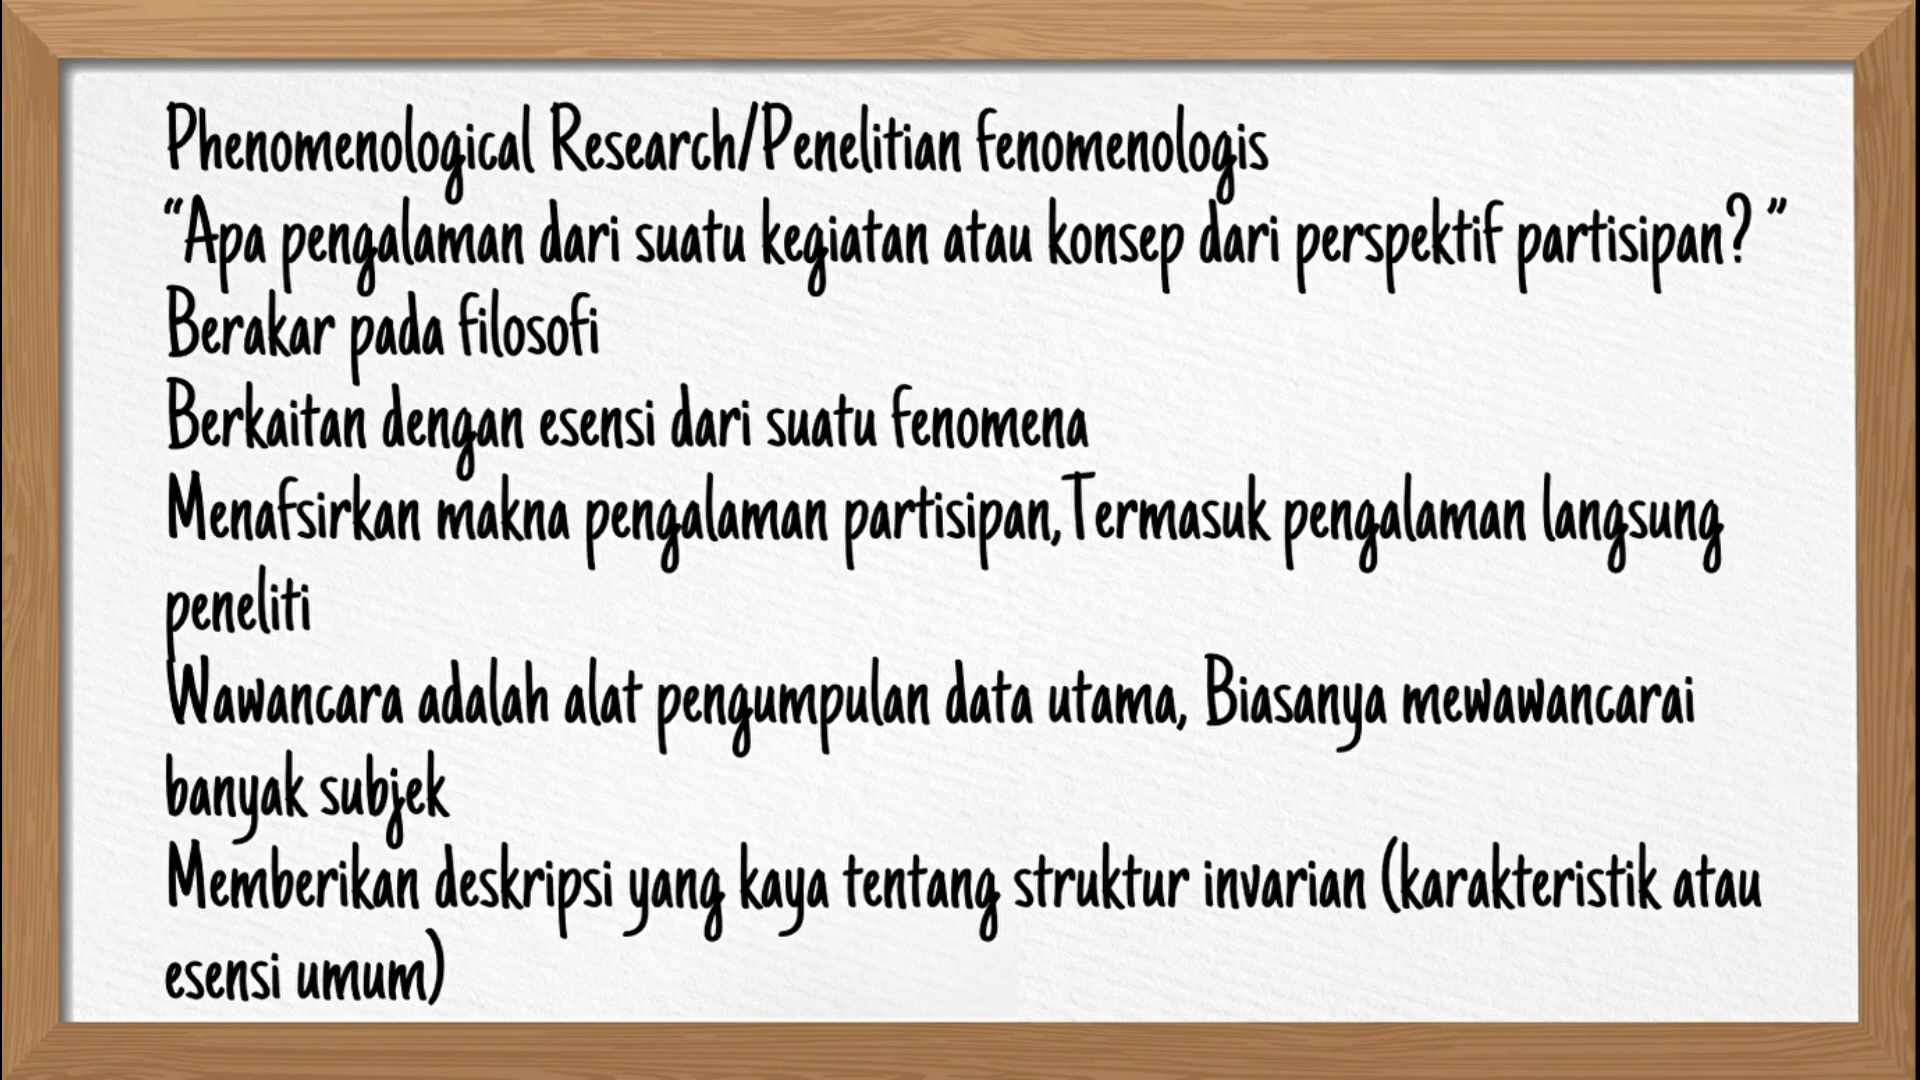 Phenomenological Research/Penelitian fenomenologis
“Apa pengalaman dari suatu kegiatan atau konsep dari perspektif partisipan? ”
Berakar pada filosofi
Berkaitan dengan esensi dari suatu fenomena
Menafsirkan makna pengalaman partisipan,Termasuk pengalaman langsung
peneliti
Wawancara adalah alat pengumpulan data utama, Biasanya mewawancarai
banyak subjek
Memberikan deskripsi yang kaya tentang struktur invarian (karakteristik atau
esensi umum)